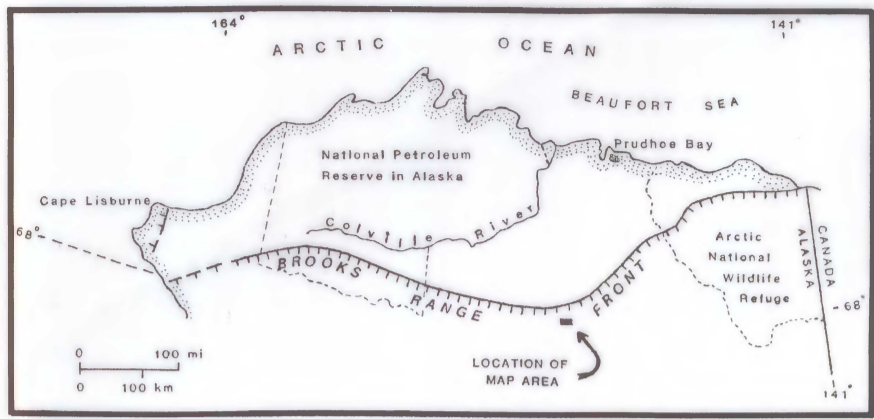 164°
141°
ARCTIC OCEAN
BEAUFORT SEA
Prudhoe Bay
National Petroleum
Reserve in Alaska
Cape Lisburne
Colville River
68°
BROOKS RANGE FRONT
Arctic
National
Wildlife
Refuge
CANADA
ALASKA
68°
0 100 mi
0 100 km
LOCATION OF
MAP AREA
141°